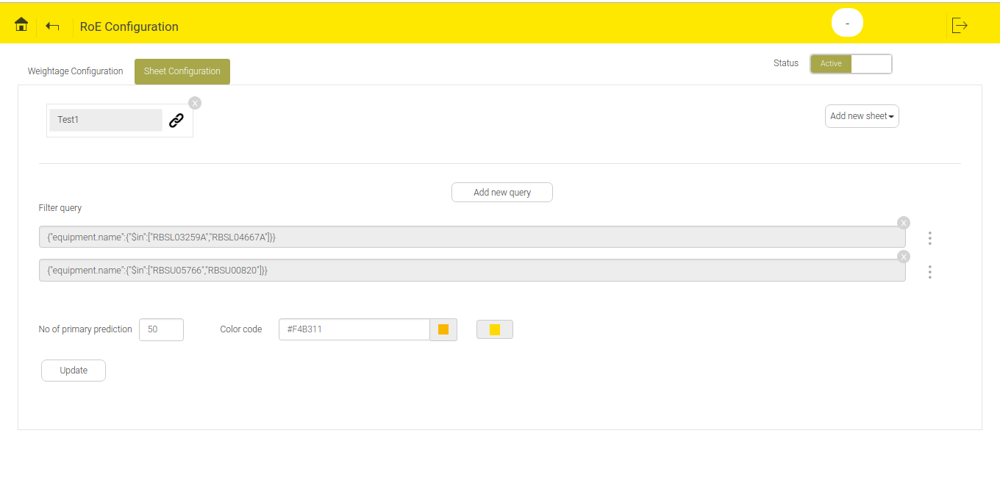 RoE Configuration
-
Weightage Configuration
Sheet Configuration
Status
Active
X
Test1
Add new sheet
Add new query
Filter query
X
{"equipment.name":{"$in":["RBSL03259A","RBSL04667A"]}}
X
{"equipment.name":{"$in":["RBSU05766","RBSU00820"]}}
No of primary prediction
50
Color code
#F4B311
Update